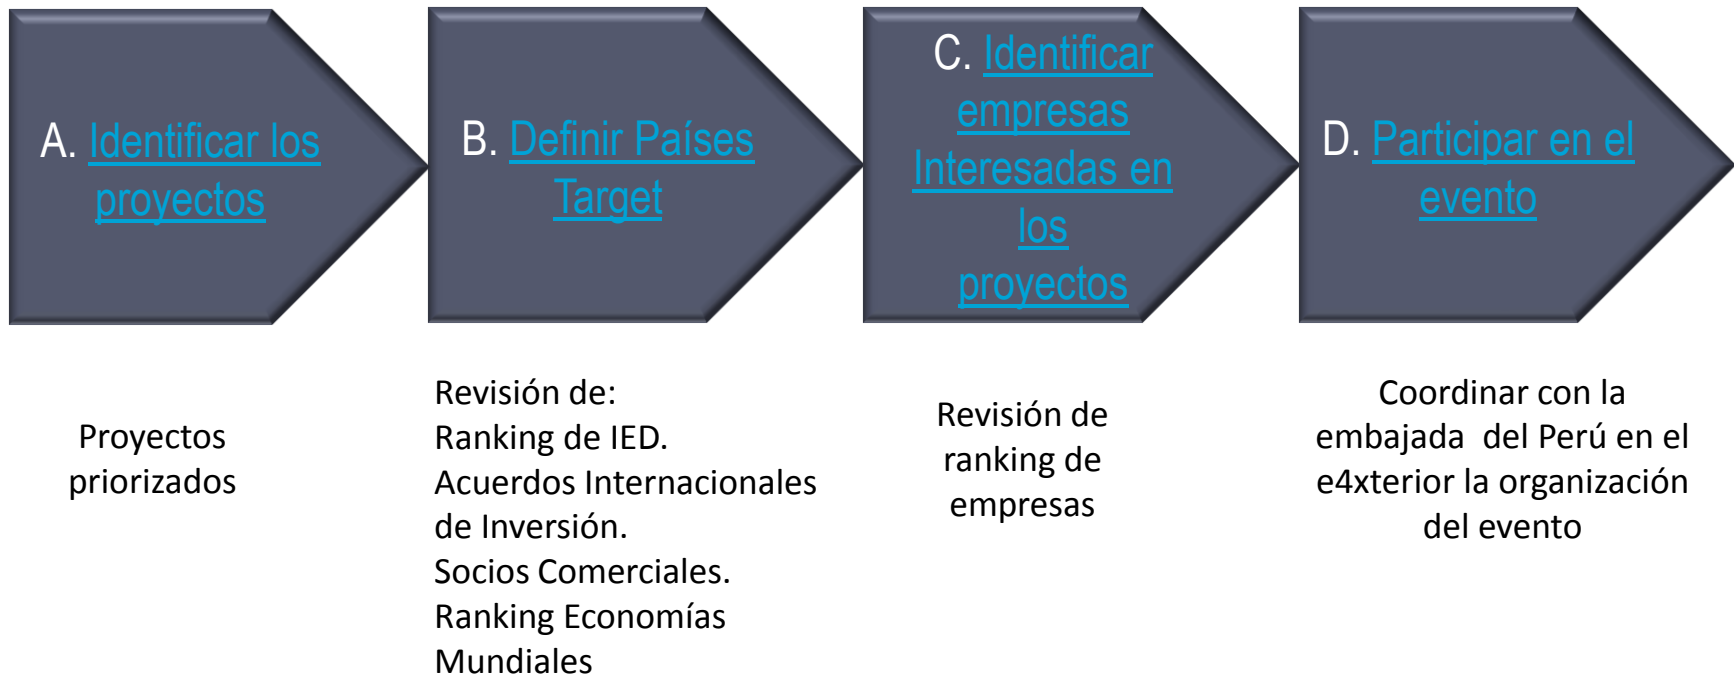 A. Identificar los
proyectos
B. Definir Países
Target
C. Identificar
empresas
Interesadas en
los
proyectos
D. Participar en el
evento
Proyectos
priorizados
Revisión de:
Ranking de IED.
Acuerdos Internacionales
de Inversión.
Socios Comerciales.
Ranking Economías
Mundiales
Revisión de
ranking de
empresas
Coordinar con la
embajada  del Perú en el
e4xterior la organización
del evento